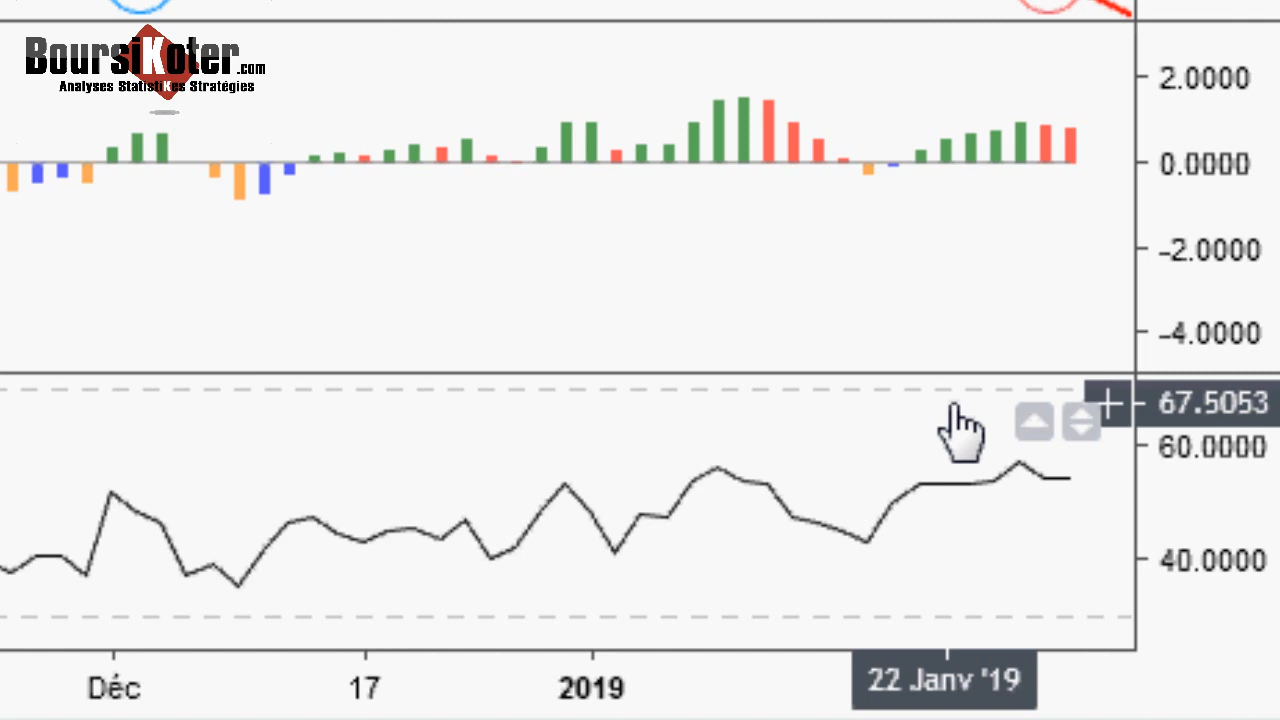 BoursiKoter.com
Analyses StatistiKes Stratégies
2.0000
0.0000
-2.0000
-4.0000
67.5053
60.0000
40.0000
Déc
17
2019
22 Janv '19